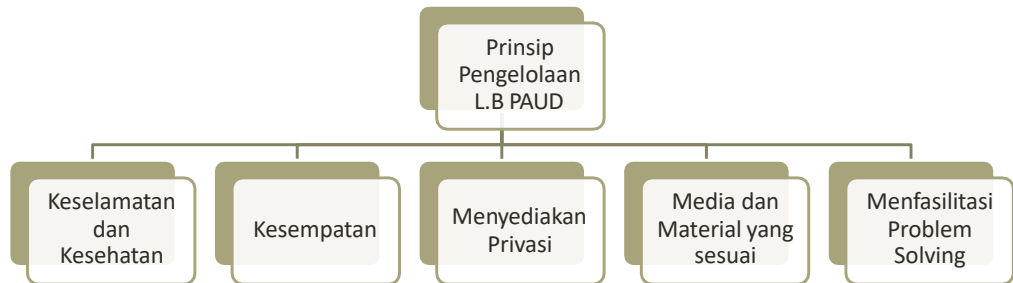 Prinsip
Pengelolaan
L.B PAUD
Keselamatan
dan
Kesehatan
Kesempatan
Menyediakan
Privasi
Media dan
Material yang
sesuai
Menfasilitasi
Problem
Solving